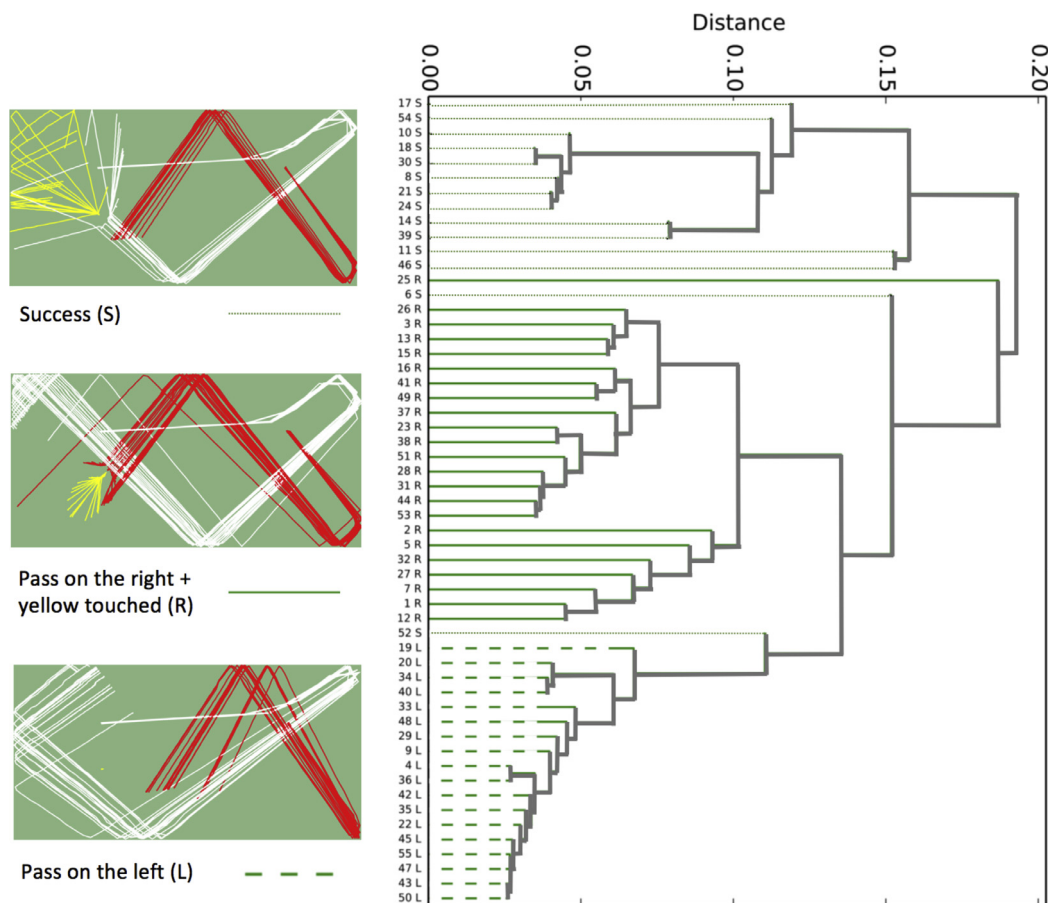 Distance
0.00
0.05
0.10
0.15
0.20
Success (S)
Pass on the right +
yellow touched (R)
Pass on the left (L)
17 S
54 S
10 S
18 S
30 S
8 S
21 S
24 S
14 S
39 S
11 S
46 S
25 R
6 S
26 R
3 R
13 R
15 R
16 R
41 R
49 R
37 R
23 R
38 R
51 R
28 R
31 R
44 R
53 R
2 R
5 R
32 R
27 R
7 R
1 R
12 R
52 S
19 L
20 L
34 L
40 L
33 L
48 L
29 L
9 L
4 L
36 L
42 L
35 L
22 L
45 L
55 L
47 L
43 L
50 L